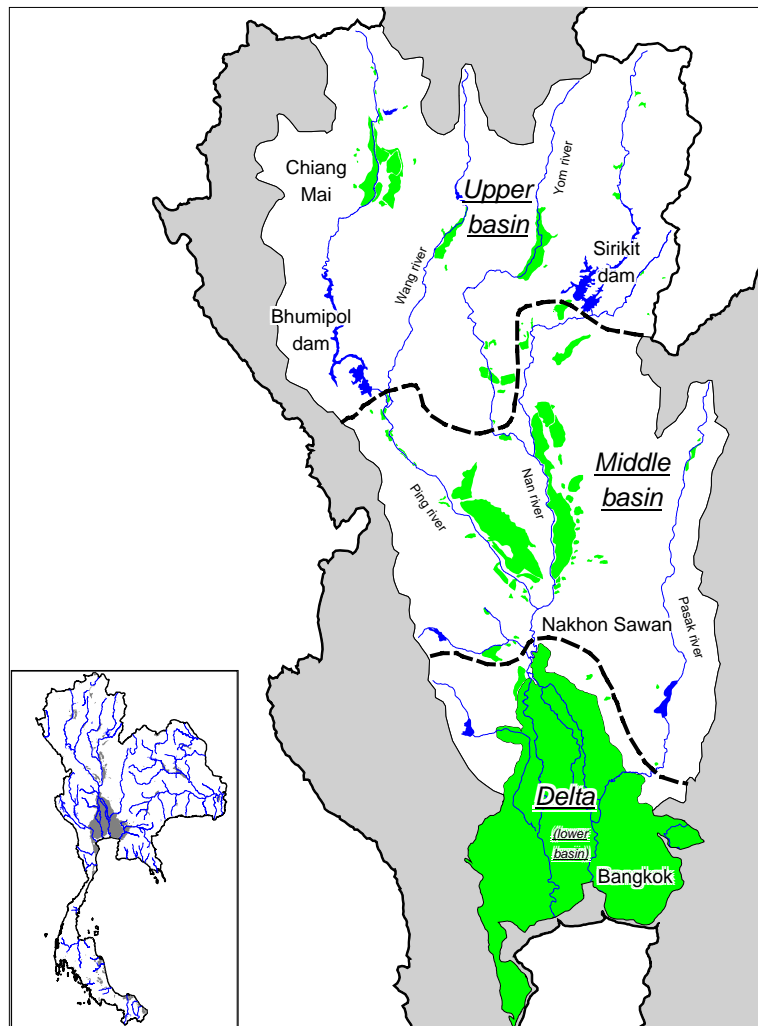 Chiang
Mai
Upper
basin
Yom river
Wang river
Sirikit
dam
Bhumipol
dam
Middle
basin
Ping river
Nan river
Pasak river
Nakhon Sawan
Delta
(lower
basin)
Bangkok